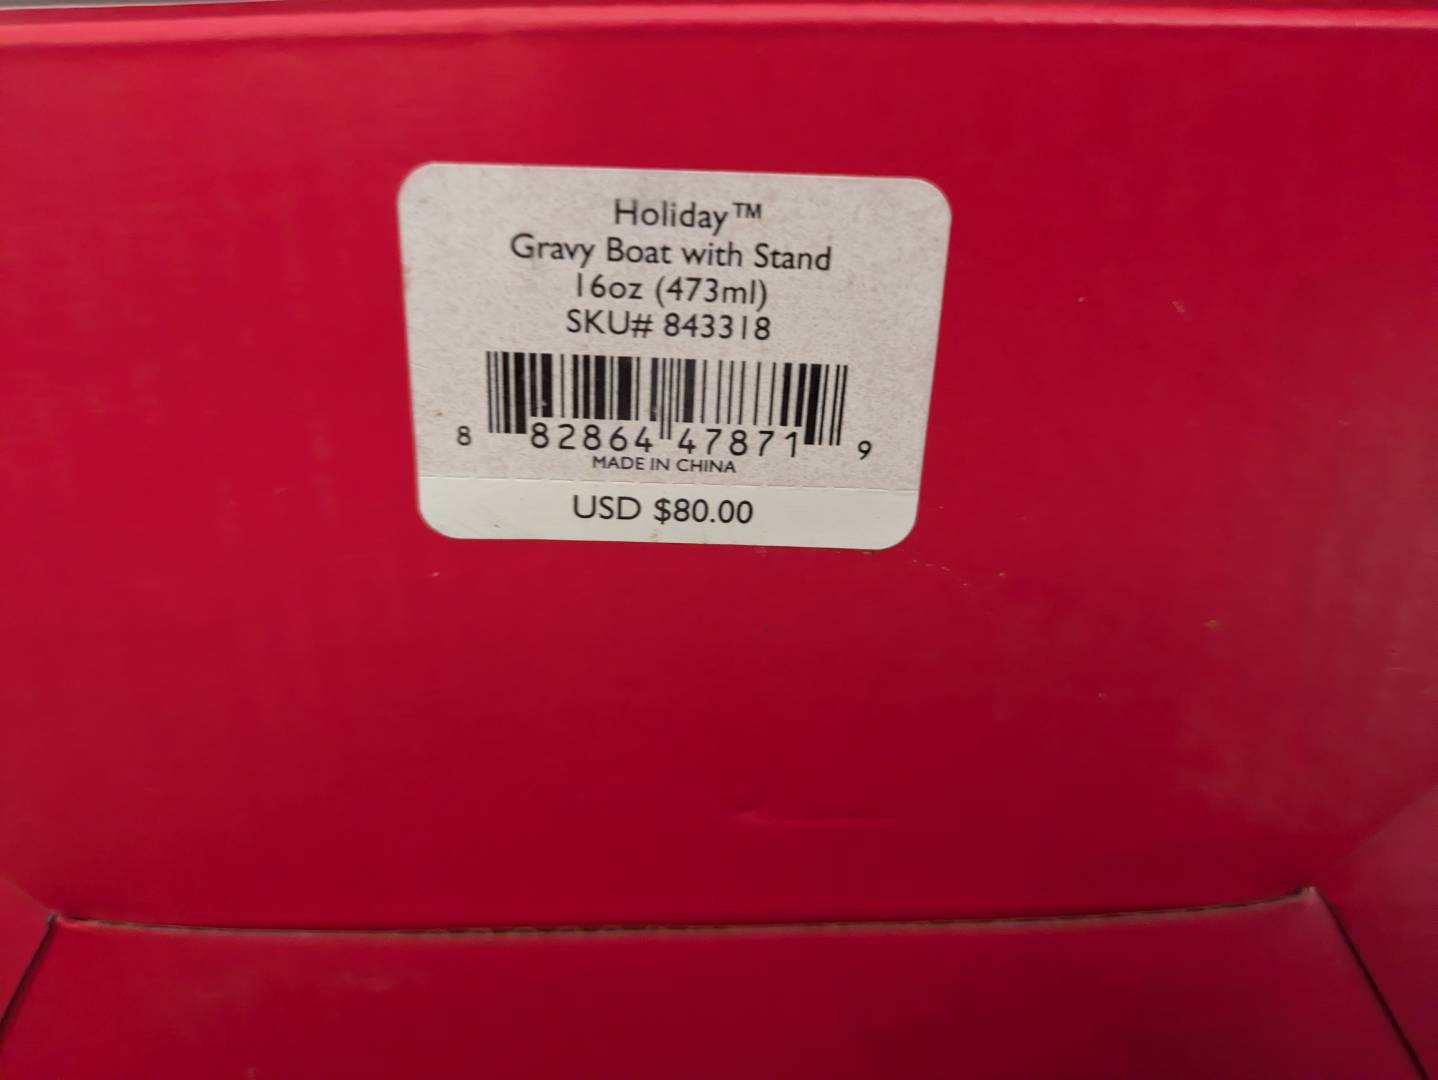 Holiday™
Gravy Boat with Stand
16oz (473ml)
SKU# 843318
8 82864 47871 9
MADE IN CHINA
USD $80.00